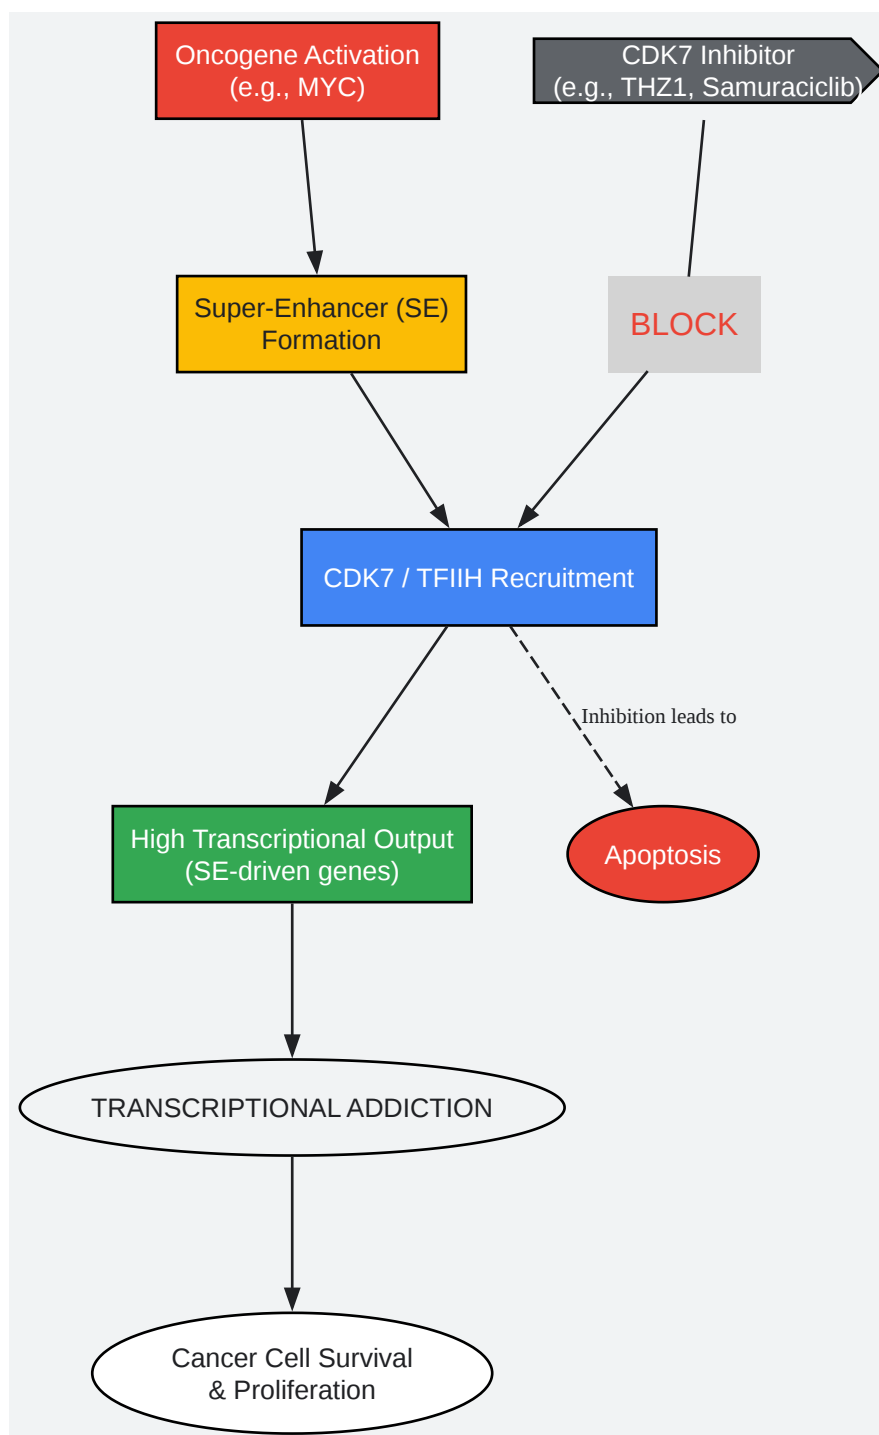 Oncogene Activation
(e.g., MYC)
CDK7 Inhibitor
(e.g., THZ1, Samuraciclib)
Super-Enhancer (SE)
Formation
BLOCK
CDK7 / TFIIH Recruitment
Inhibition leads to
High Transcriptional Output
(SE-driven genes)
Apoptosis
TRANSCRIPTIONAL ADDICTION
Cancer Cell Survival
& Proliferation